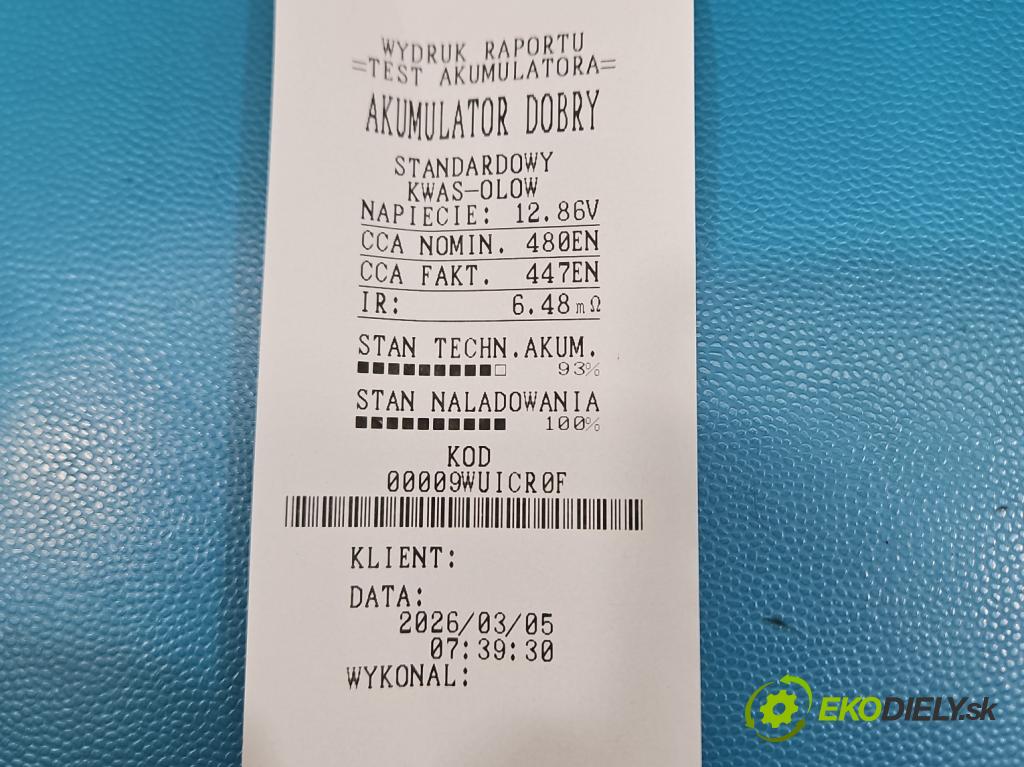 WYDRUK RAPORTU
=TEST AKUMULATORA=
AKUMULATOR DOBRY
STANDARDOWY
KWAS-OLOW
NAPIECIE: 12.86V
CCA NOMIN. 480EN
CCA FAKT. 447EN
IR: 6.48mΩ
STAN TECHN.AKUM.
93%
STAN NALADOWANIA
100%
KOD
00009WUICR0F
KLIENT:
DATA:
2026/03/05
07:39:30
WYKONAL:
EKODIELY.sk